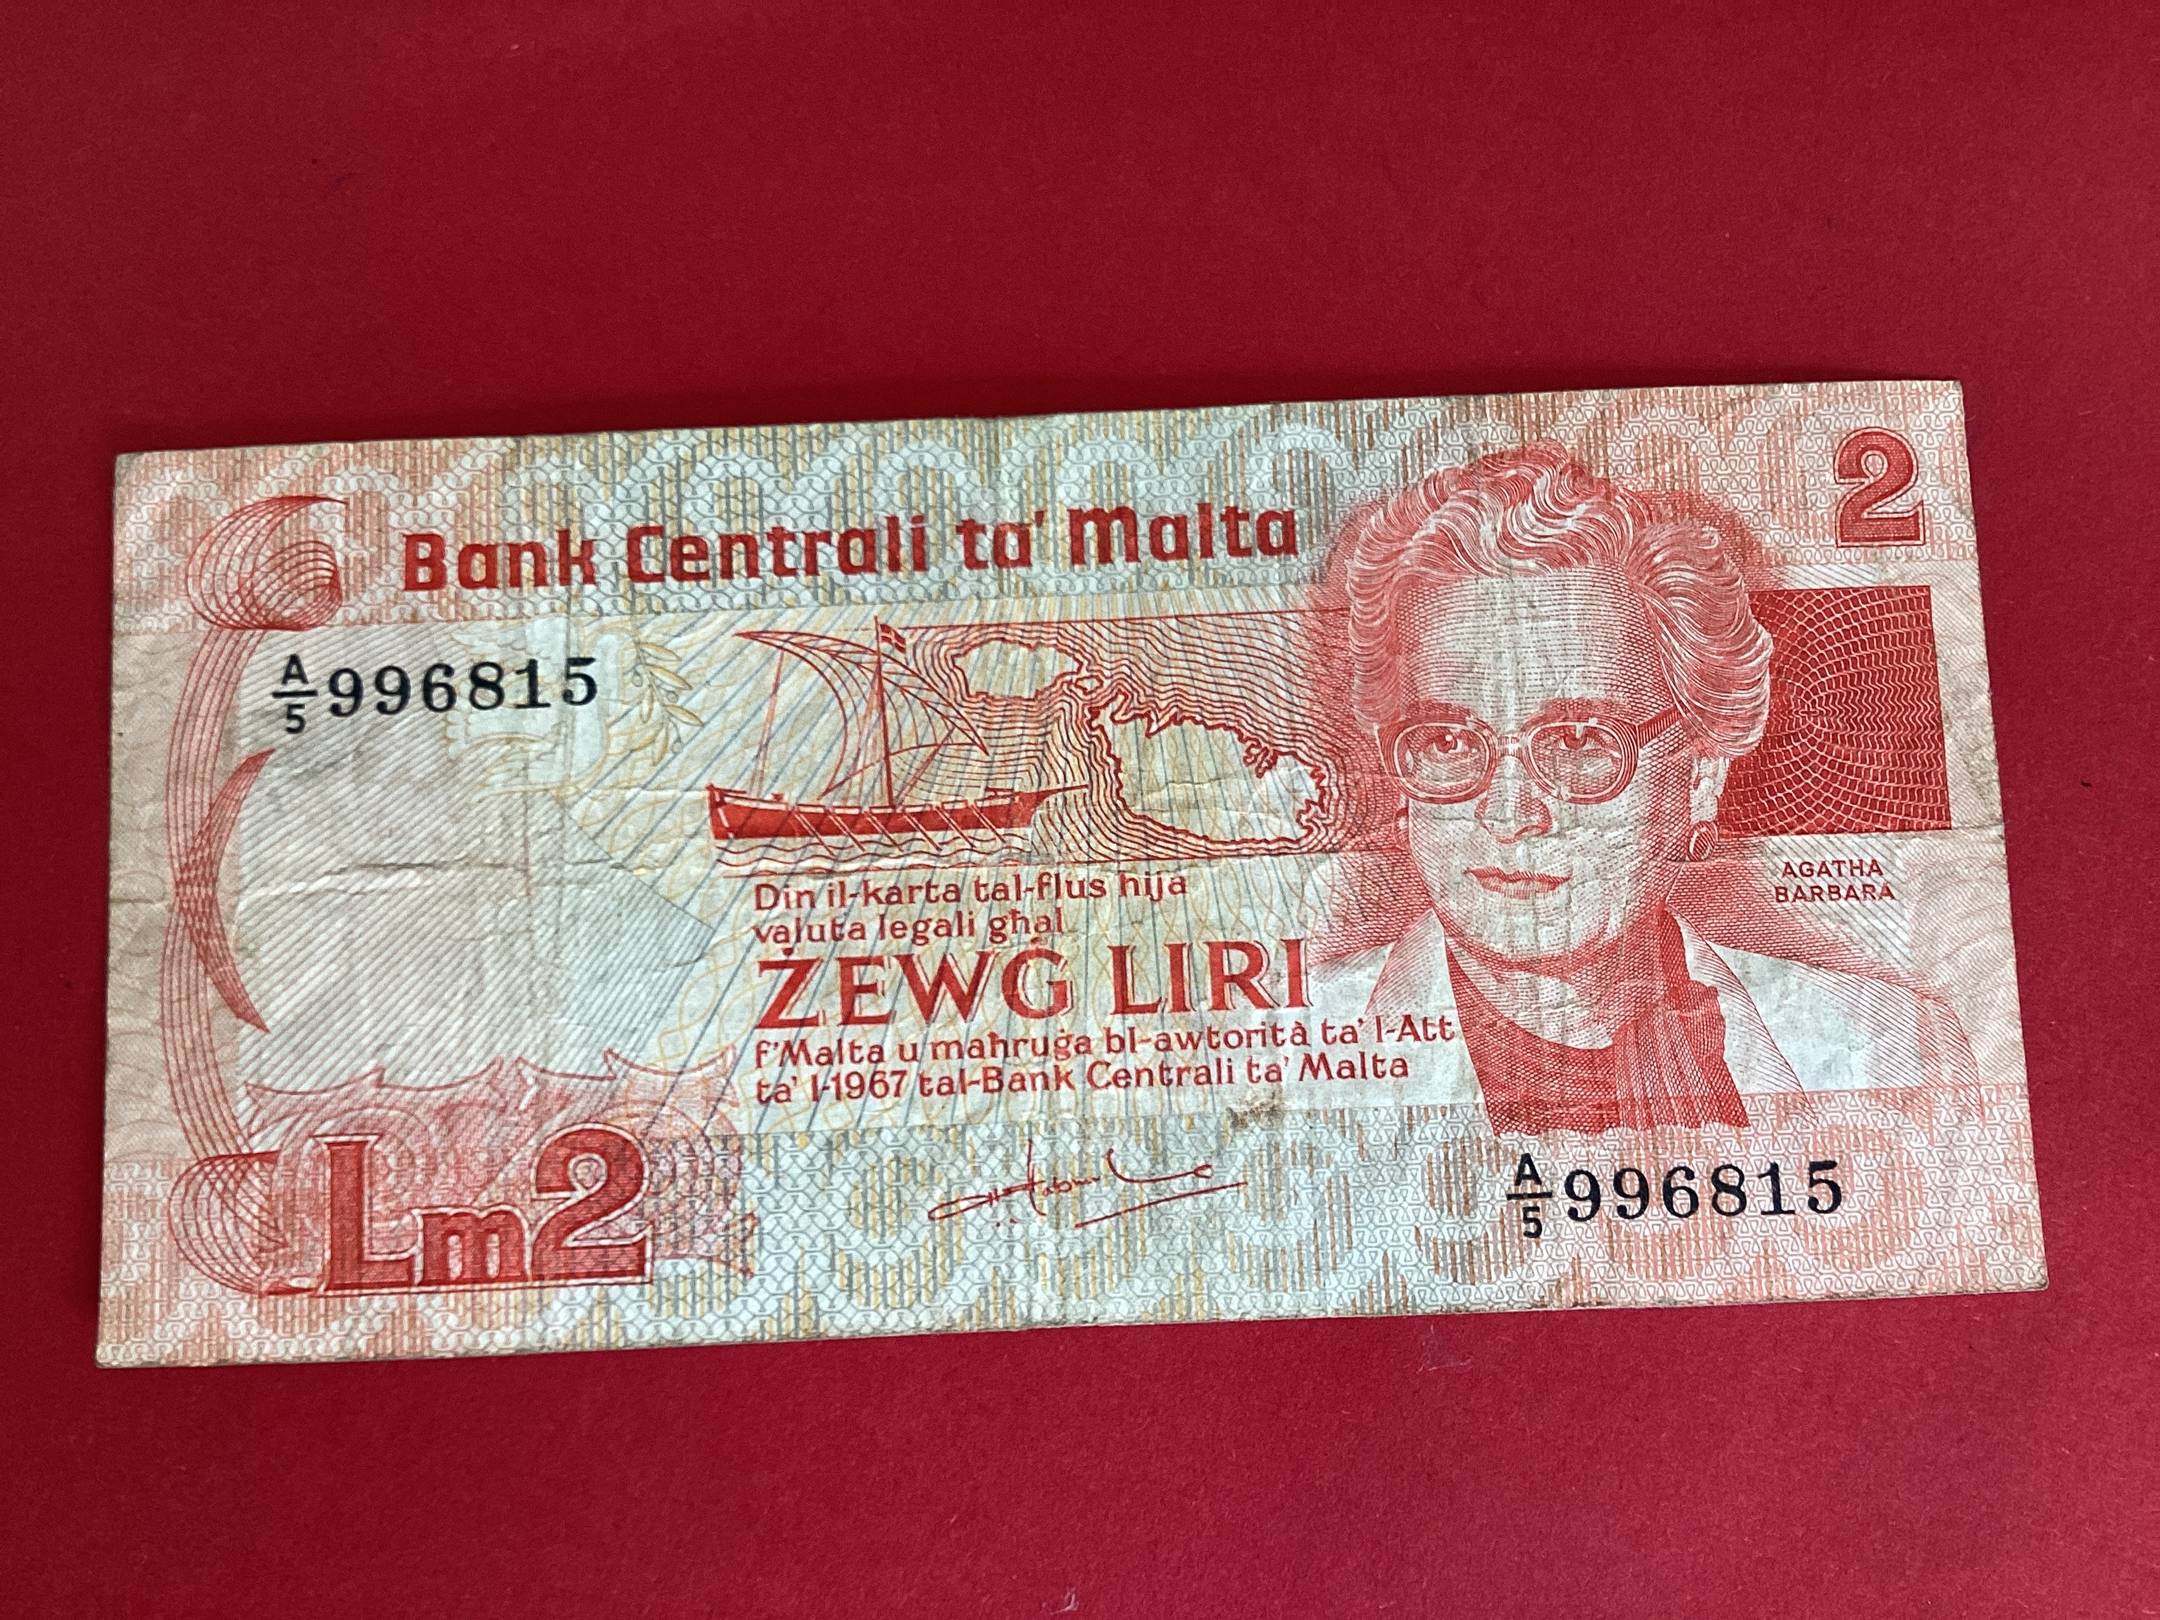 Bank Centrali ta' Malta
2
A/5 996815
AGATHA
BARBARA
Din il-karta tal-flus hija
valuta legali għal
ŻEWĠ LIRI
f'Malta u maħruġa bl-awtorità ta' l-Att
ta' l-1967 tal-Bank Centrali ta' Malta
Lm2
A/5 996815